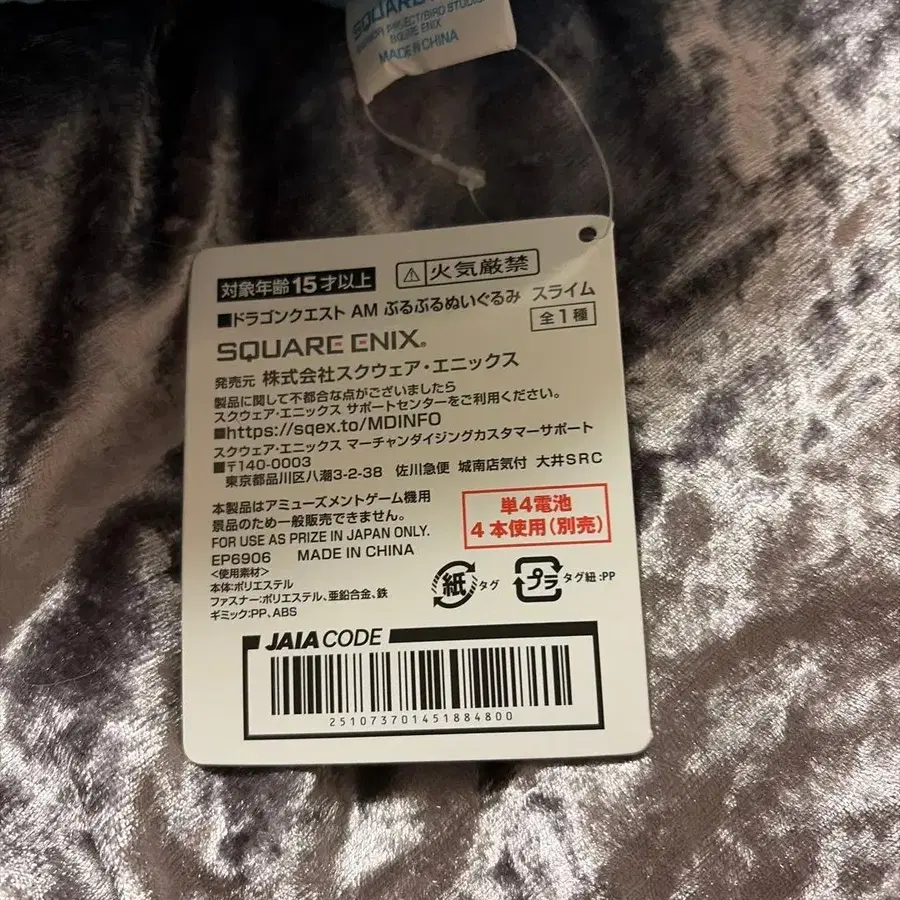 SQUARE
PROJECT/BIRD STUDIO
SQUARE ENIX
MADE IN CHINA
対象年齢15才以上
火気厳禁
■ドラゴンクエスト AM ぶるぶるぬいぐるみ スライム
全1種
SQUARE ENIX®
発売元 株式会社スクウェア・エニックス
製品に関して不都合な点がございましたら
スクウェア・エニックス サポートセンターをご利用ください。
■https://sqex.to/MDINFO
スクウェア・エニックス マーチャンダイジングカスタマーサポート
■〒140-0003
東京都品川区八潮3-2-38 佐川急便 城南店気付 大井SRC
本製品はアミューズメントゲーム機用
景品のため一般販売できません。
FOR USE AS PRIZE IN JAPAN ONLY.
EP6906 MADE IN CHINA
単4電池
4本使用(別売)
<使用素材>
本体:ポリエステル
ファスナー:ポリエステル、亜鉛合金、鉄
ギミック:PP、ABS
紙 タグ
プラ タグ紐:PP
JAIA CODE
251073701451884800